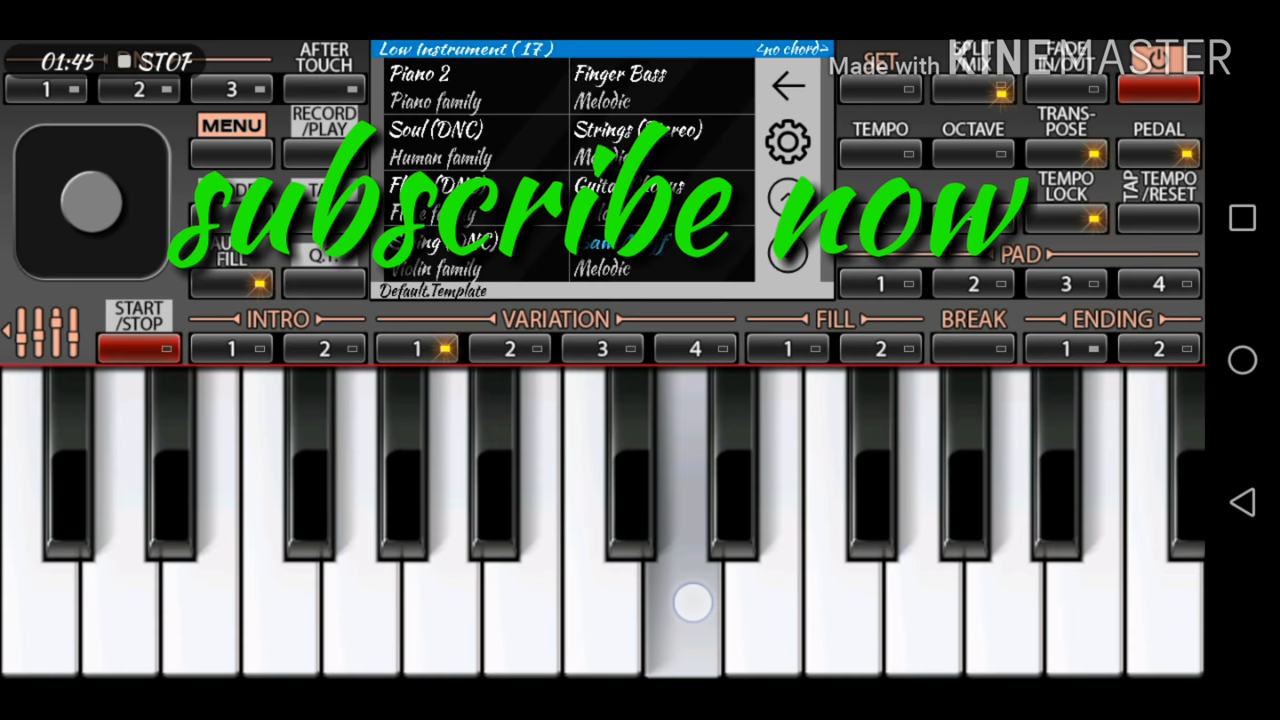 Low Instrument (17)
<no chord>
01:45 STOP
AFTER TOUCH
SET
SPLIT
FADE IN/OUT
Made with KINEMASTER
1 2 3
Piano 2
Piano family
Finger Bass
Melodic
MENU
RECORD /PLAY
Soul (DNC)
Human family
Strings (Stereo)
TEMPO
OCTAVE
TRANS-POSE
PEDAL
subscribe now
TEMPO LOCK
TAP TEMPO /RESET
FILL
Violin family
Melodic
PAD
1 2 3 4
Default.Template
START /STOP
INTRO
VARIATION
FILL
BREAK
ENDING
1 2
1 2 3 4
1 2
1 2